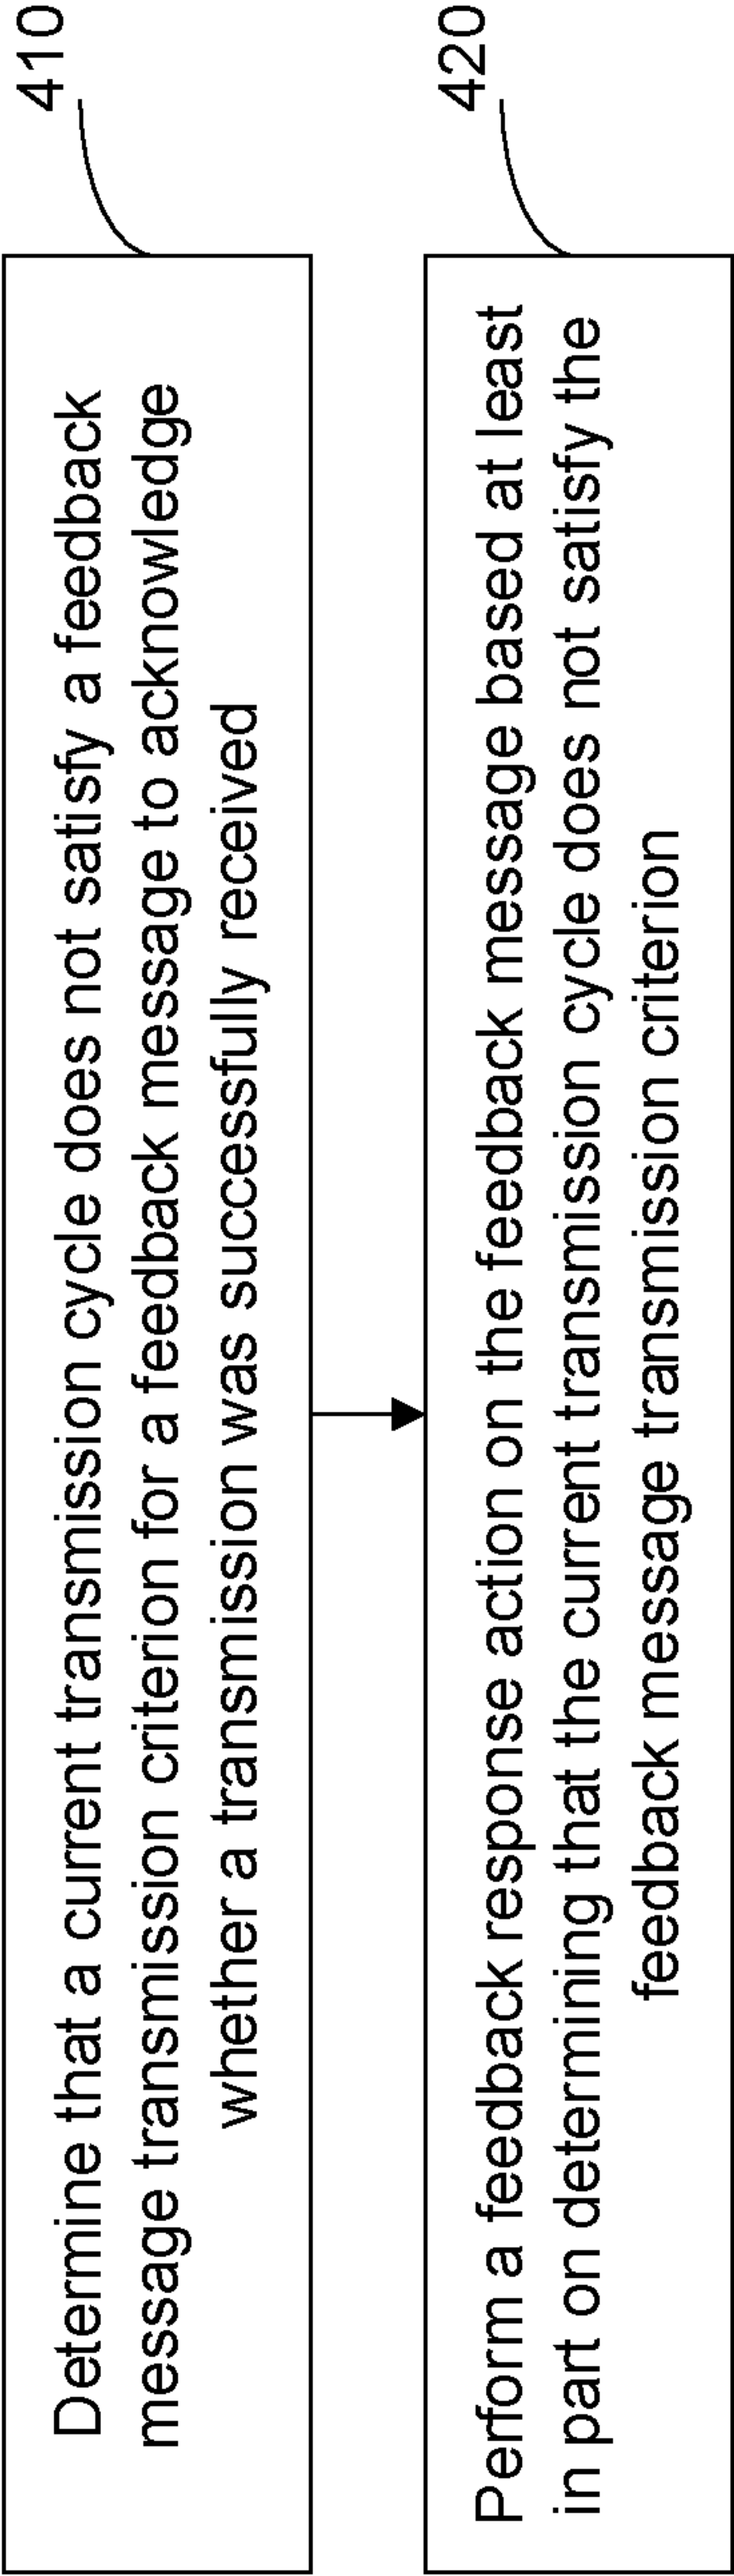 410
Determine that a current transmission cycle does not satisfy a feedback
message transmission criterion for a feedback message to acknowledge
whether a transmission was successfully received
420
Perform a feedback response action on the feedback message based at least
in part on determining that the current transmission cycle does not satisfy the
feedback message transmission criterion